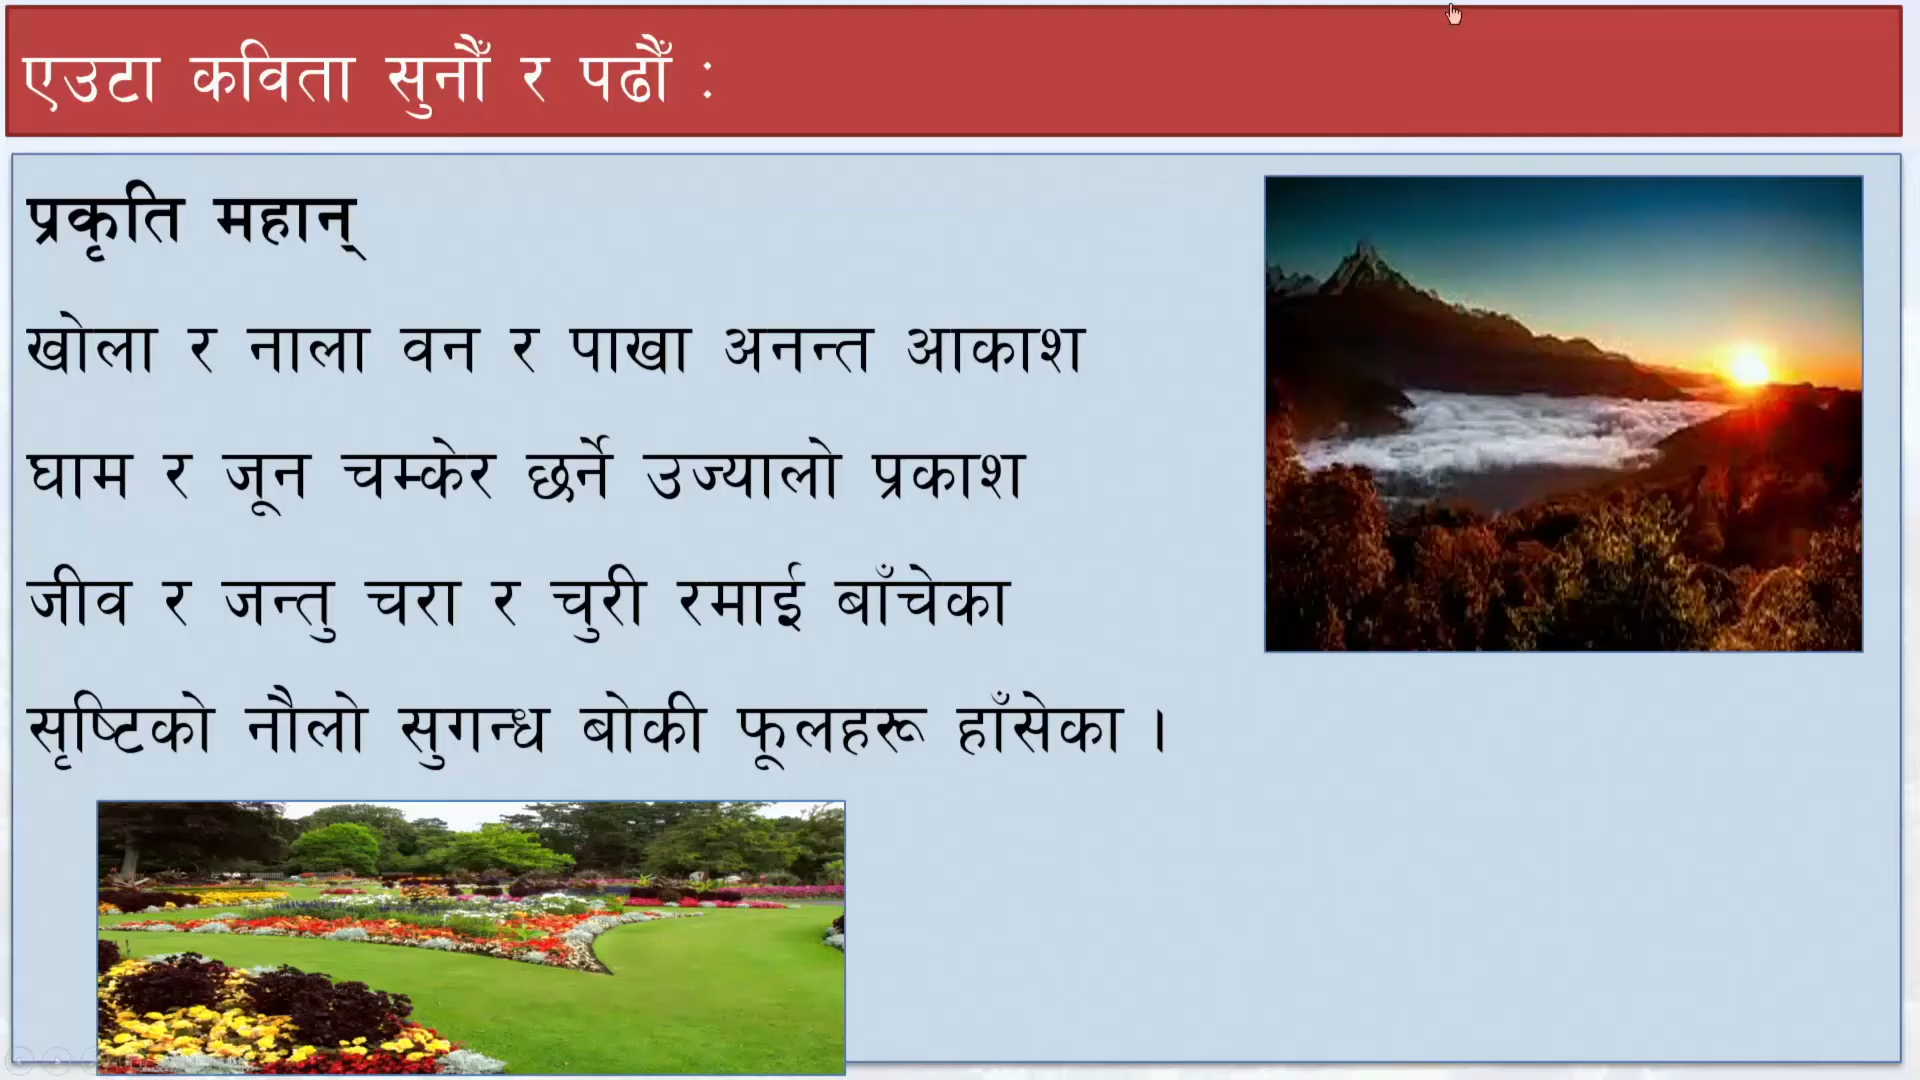 एउटा कविता सुनौँ र पढौँ :
प्रकृति महान्
खोला र नाला वन र पाखा अनन्त आकाश
घाम र जून चम्केर छर्ने उज्यालो प्रकाश
जीव र जन्तु चरा र चुरी रमाई बाँचेका
सृष्टिको नौलो सुगन्ध बोकी फूलहरू हाँसेका ।